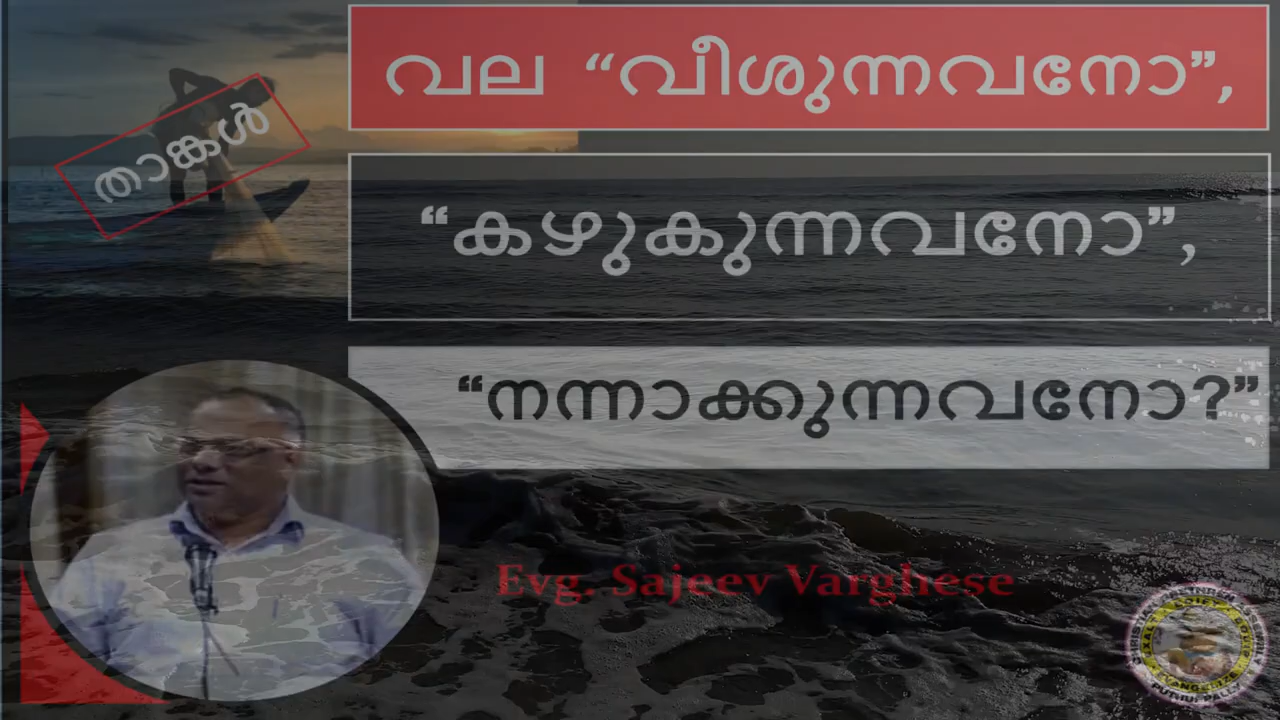 താങ്കൾ
വല “വീശുന്നവനോ”,
“കഴുകുന്നവനോ”,
“നന്നാക്കുന്നവനോ?”
Evg. Sajeev Varghese